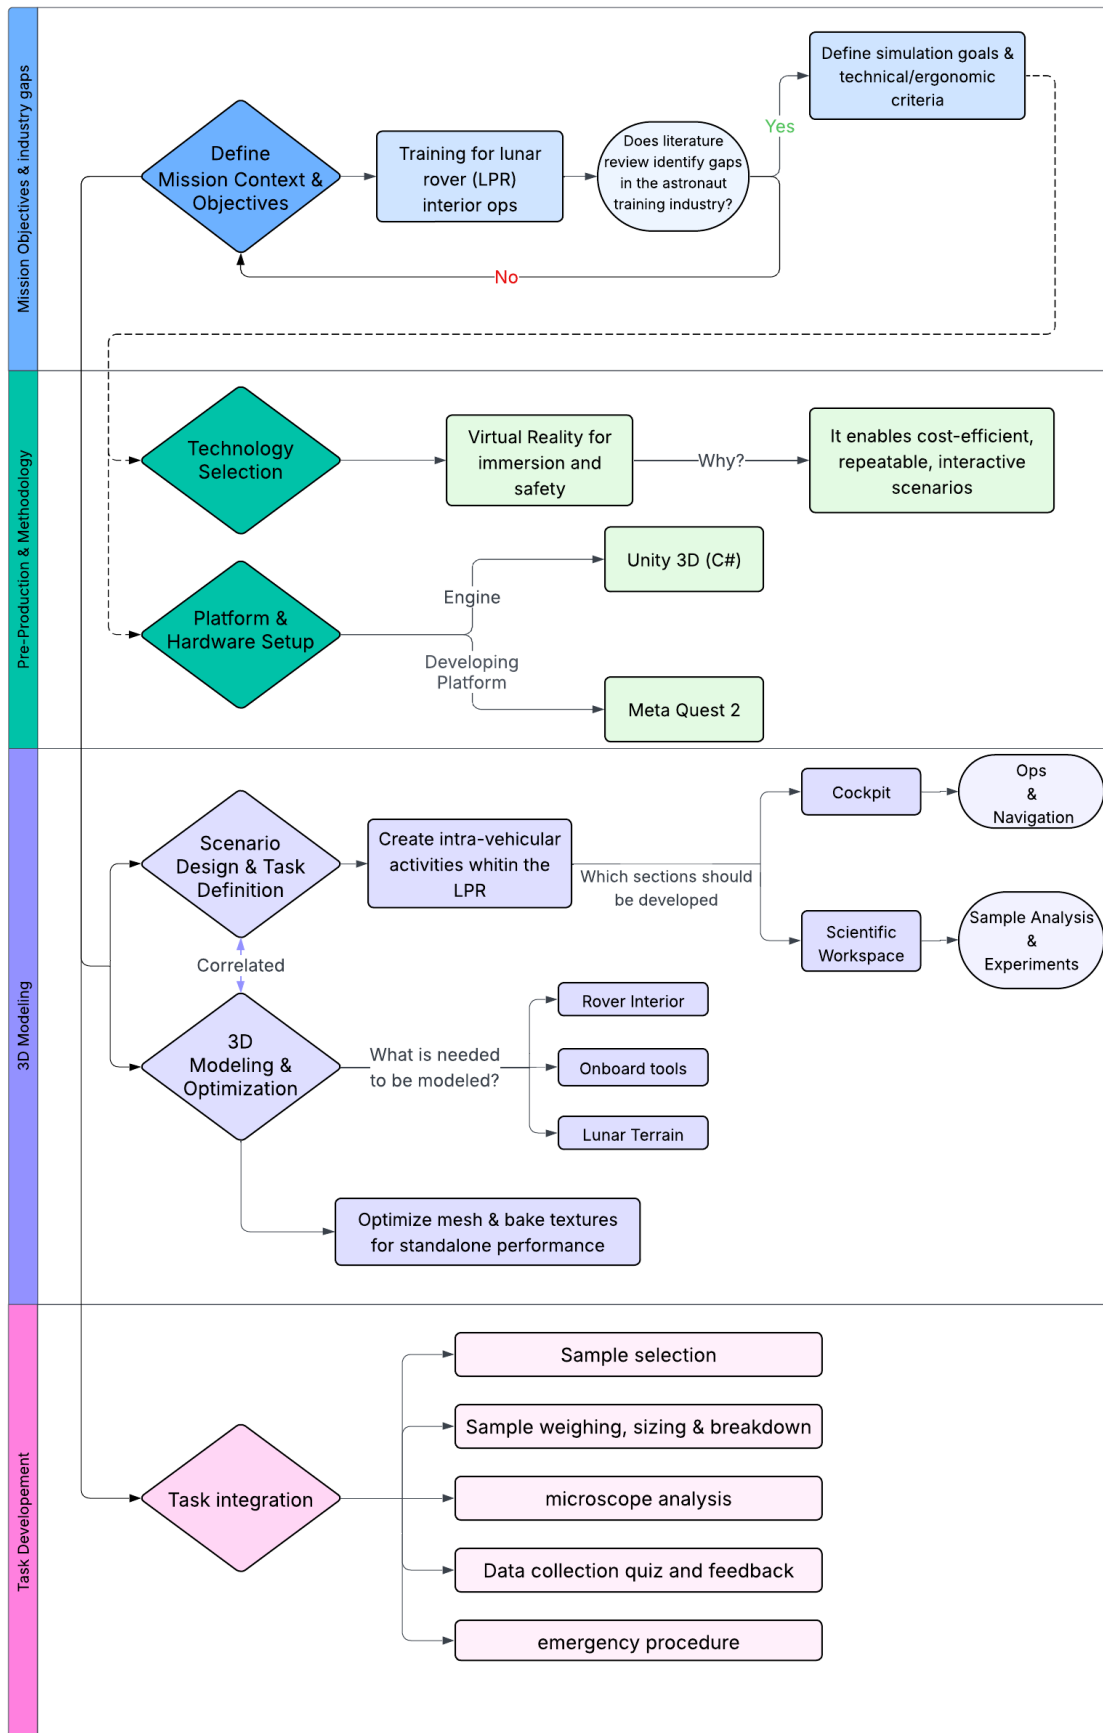 Mission Objectives & industry gaps
Define
Mission Context &
Objectives
Training for lunar
rover (LPR)
interior ops
Does literature
review identify gaps
in the astronaut
training industry?
Yes
Define simulation goals &
technical/ergonomic
criteria
No
Pre-Production & Methodology
Technology
Selection
Virtual Reality for
immersion and
safety
Why?
It enables cost-efficient,
repeatable, interactive
scenarios
Platform &
Hardware Setup
Engine
Unity 3D (C#)
Developing
Platform
Meta Quest 2
3D Modeling
Scenario
Design & Task
Definition
Create intra-vehicular
activities whitin the
LPR
Which sections should
be developed
Cockpit
Ops
&
Navigation
Scientific
Workspace
Sample Analysis
&
Experiments
Correlated
3D
Modeling &
Optimization
What is needed
to be modeled?
Rover Interior
Onboard tools
Lunar Terrain
Optimize mesh & bake textures
for standalone performance
Task Developement
Task integration
Sample selection
Sample weighing, sizing & breakdown
microscope analysis
Data collection quiz and feedback
emergency procedure